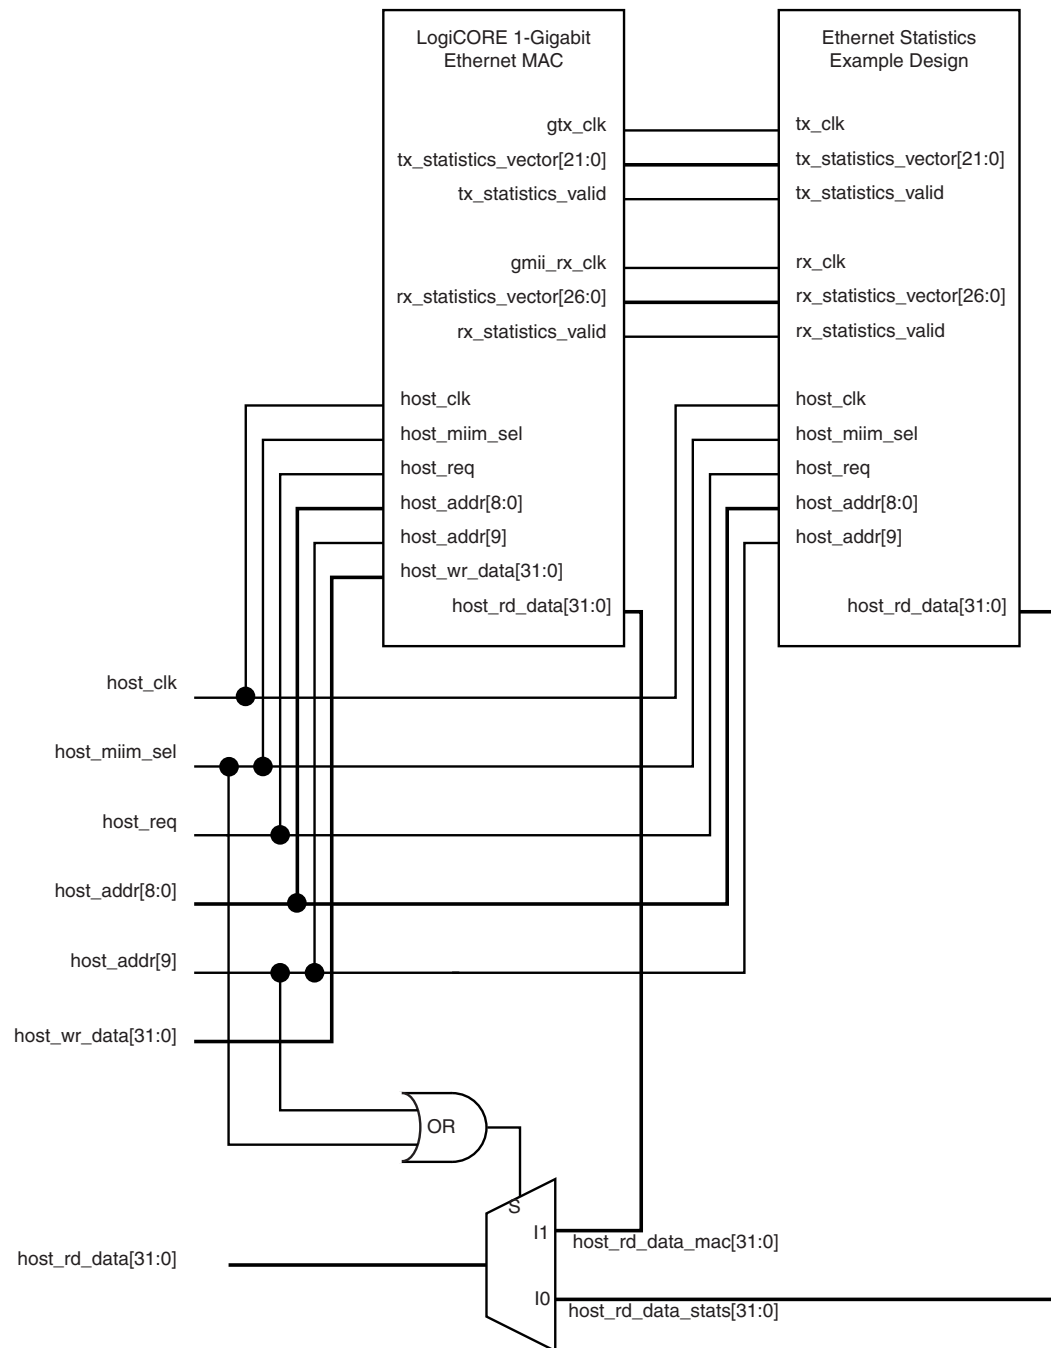 LogiCORE 1-Gigabit
Ethernet MAC
Ethernet Statistics
Example Design
gtx_clk
tx_clk
tx_statistics_vector[21:0]
tx_statistics_vector[21:0]
tx_statistics_valid
tx_statistics_valid
gmii_rx_clk
rx_clk
rx_statistics_vector[26:0]
rx_statistics_vector[26:0]
rx_statistics_valid
rx_statistics_valid
host_clk
host_clk
host_miim_sel
host_miim_sel
host_req
host_req
host_addr[8:0]
host_addr[8:0]
host_addr[9]
host_addr[9]
host_wr_data[31:0]
host_rd_data[31:0]
host_rd_data[31:0]
host_clk
host_miim_sel
host_req
host_addr[8:0]
host_addr[9]
host_wr_data[31:0]
OR
S
I1
host_rd_data_mac[31:0]
host_rd_data[31:0]
I0
host_rd_data_stats[31:0]